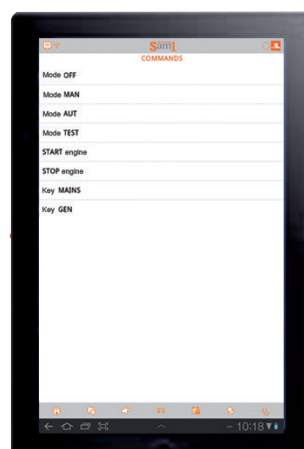 Sam1
COMMANDS
Mode OFF
Mode MAN
Mode AUT
Mode TEST
START engine
STOP engine
Key MAINS
Key GEN
10:18